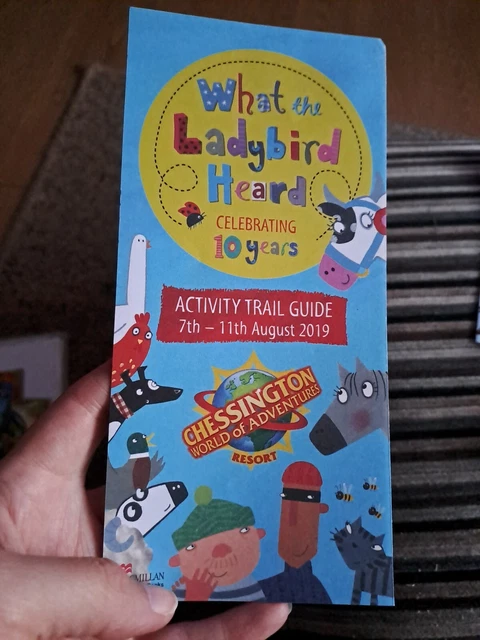 What the
Ladybird
Heard
CELEBRATING
10 years
ACTIVITY TRAIL GUIDE
7th – 11th August 2019
CHESSINGTON
WORLD OF ADVENTURES
RESORT